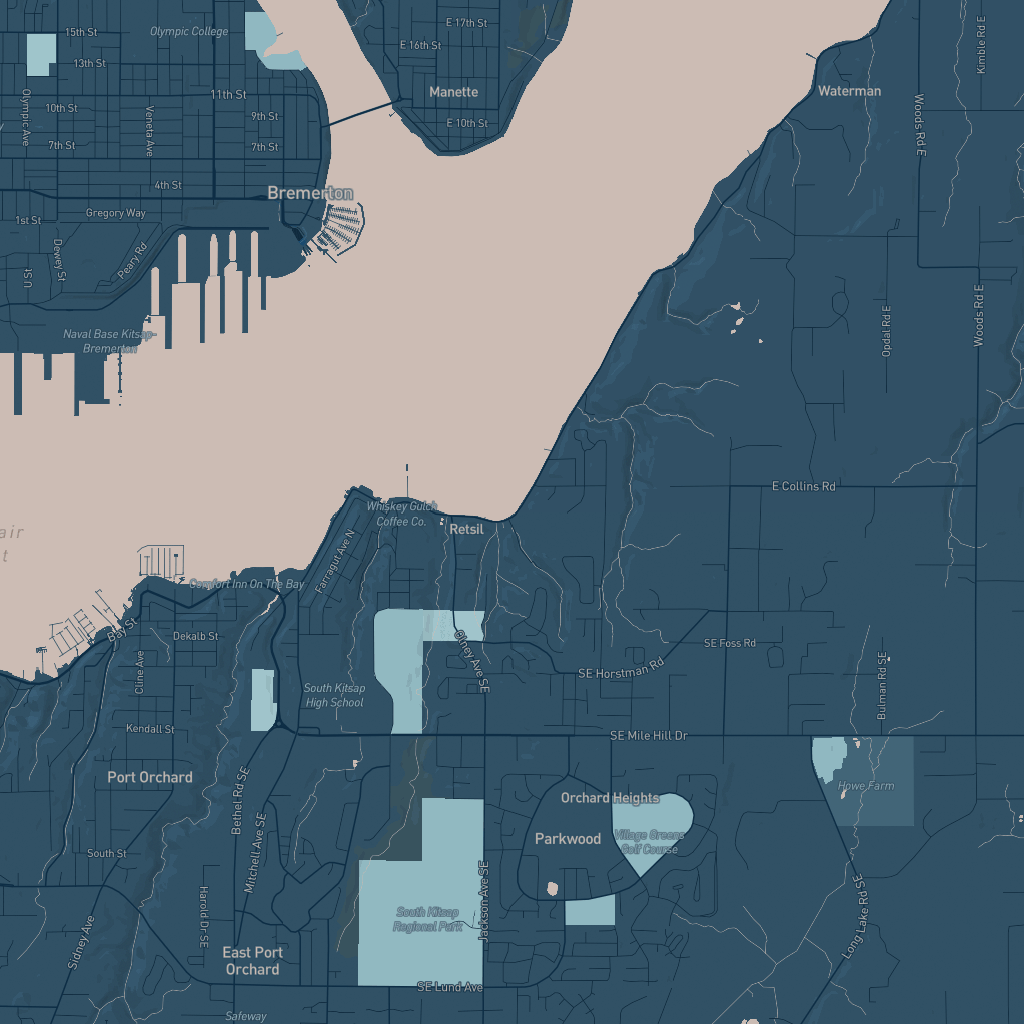 E 17th St
Kimble Rd E
15th St
Olympic College
E 16th St
13th St
Manette
Waterman
11th St
Olympic Ave
10th St
Veneta Ave
9th St
E 10th St
Woods Rd E
7th St
7th St
4th St
Bremerton
1st St
Gregory Way
Dewey St
Peary Rd
Naval Base Kitsap-
Bremerton
Opdal Rd E
Woods Rd E
E Collins Rd
Whiskey Gulch
Coffee Co.
Retsil
air
t
Farragut Ave N
Comfort Inn On The Bay
Bay St
Dekalb St
SE Foss Rd
Olney Ave SE
Cline Ave
SE Horstman Rd
Bulman Rd SE
South Kitsap
High School
Kendall St
SE Mile Hill Dr
Port Orchard
Bethel Rd SE
Howe Farm
Orchard Heights
Parkwood
Village Greens
Golf Course
Mitchell Ave SE
South St
Harold Dr SE
South Kitsap
Regional Park
Jackson Ave SE
Long Lake Rd SE
Sidney Ave
East Port
Orchard
SE Lund Ave
Safeway